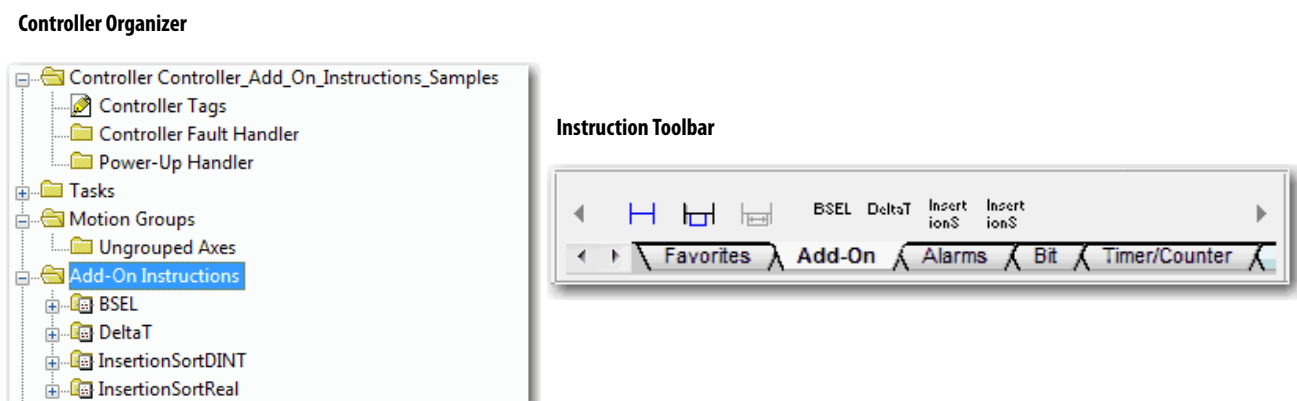 Controller Organizer
Controller Controller_Add_On_Instructions_Samples
Controller Tags
Controller Fault Handler
Power-Up Handler
Tasks
Motion Groups
Ungrouped Axes
Add-On Instructions
BSEL
DeltaT
InsertionSortDINT
InsertionSortReal
Instruction Toolbar
BSEL DeltaT Insert Insert
ionS ionS
Favorites Add-On Alarms Bit Timer/Counter